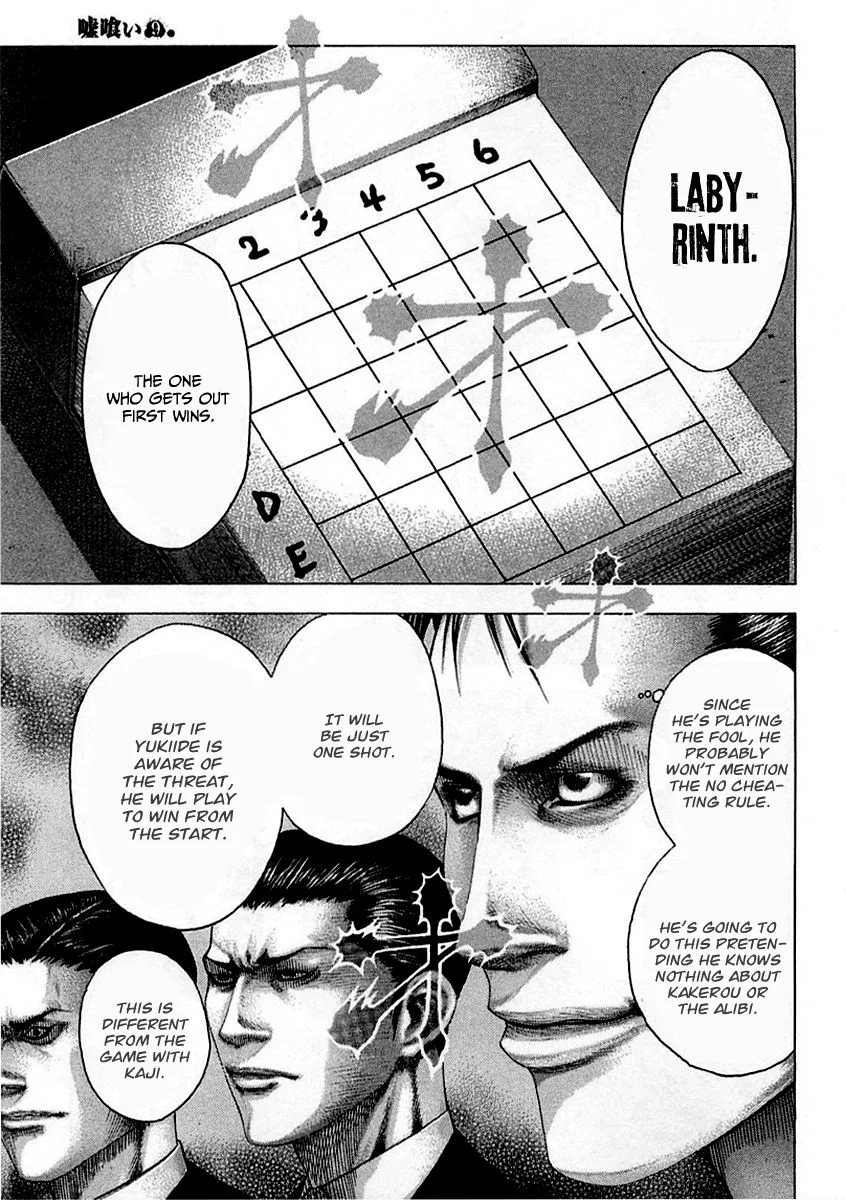 嘘喰い⑨。
LABY-
RINTH.
2 3 4 5 6
THE ONE
WHO GETS OUT
FIRST WINS.
D
E
SINCE
HE'S PLAYING
THE FOOL, HE
PROBABLY
WON'T MENTION
THE NO CHEA-
TING RULE.
HE'S GOING TO
DO THIS PRETEN-
DING HE KNOWS
NOTHING ABOUT
KAKEROU OR
THE ALIBI.
IT WILL
BE JUST
ONE SHOT.
BUT IF
YUKIIDE IS
AWARE OF
THE THREAT,
HE WILL PLAY
TO WIN FROM
THE START.
THIS IS
DIFFERENT
FROM THE
GAME WITH
KAJI.